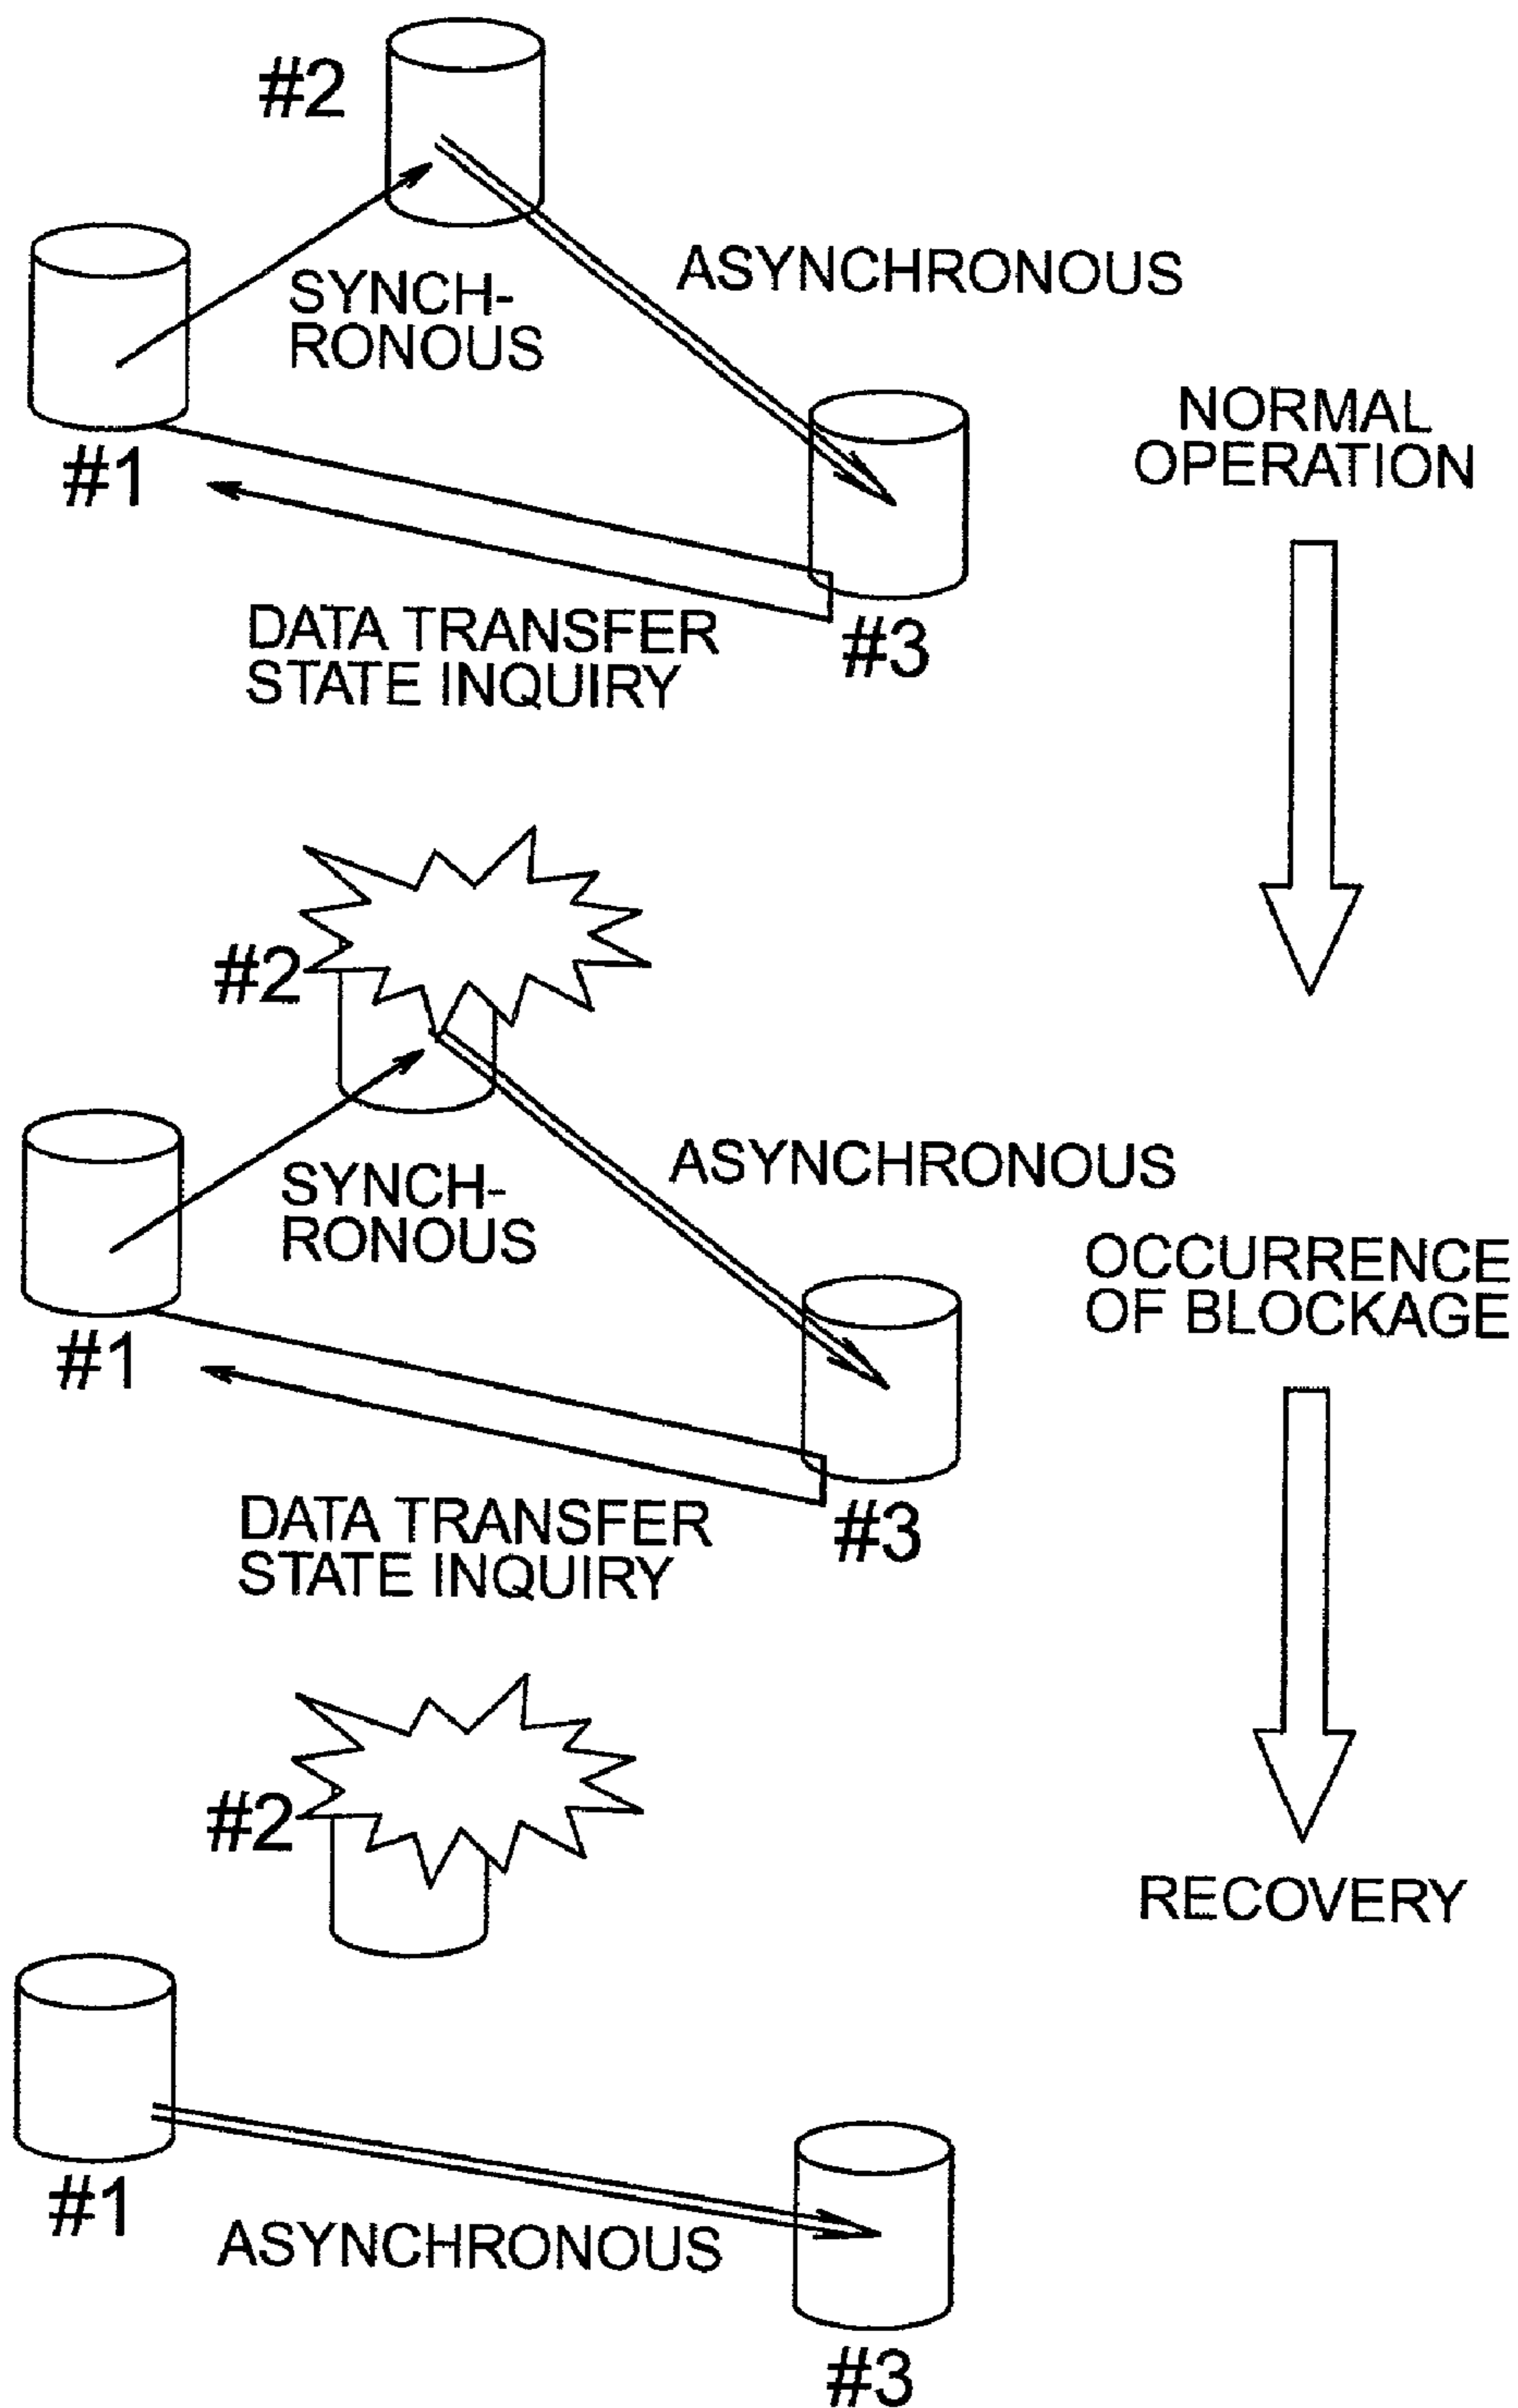 #2
SYNCH-
RONOUS
ASYNCHRONOUS
#1
DATA TRANSFER
STATE INQUIRY
#3
NORMAL
OPERATION
#2
SYNCH-
RONOUS
ASYNCHRONOUS
#1
DATA TRANSFER
STATE INQUIRY
#3
OCCURRENCE
OF BLOCKAGE
#2
RECOVERY
#1
ASYNCHRONOUS
#3